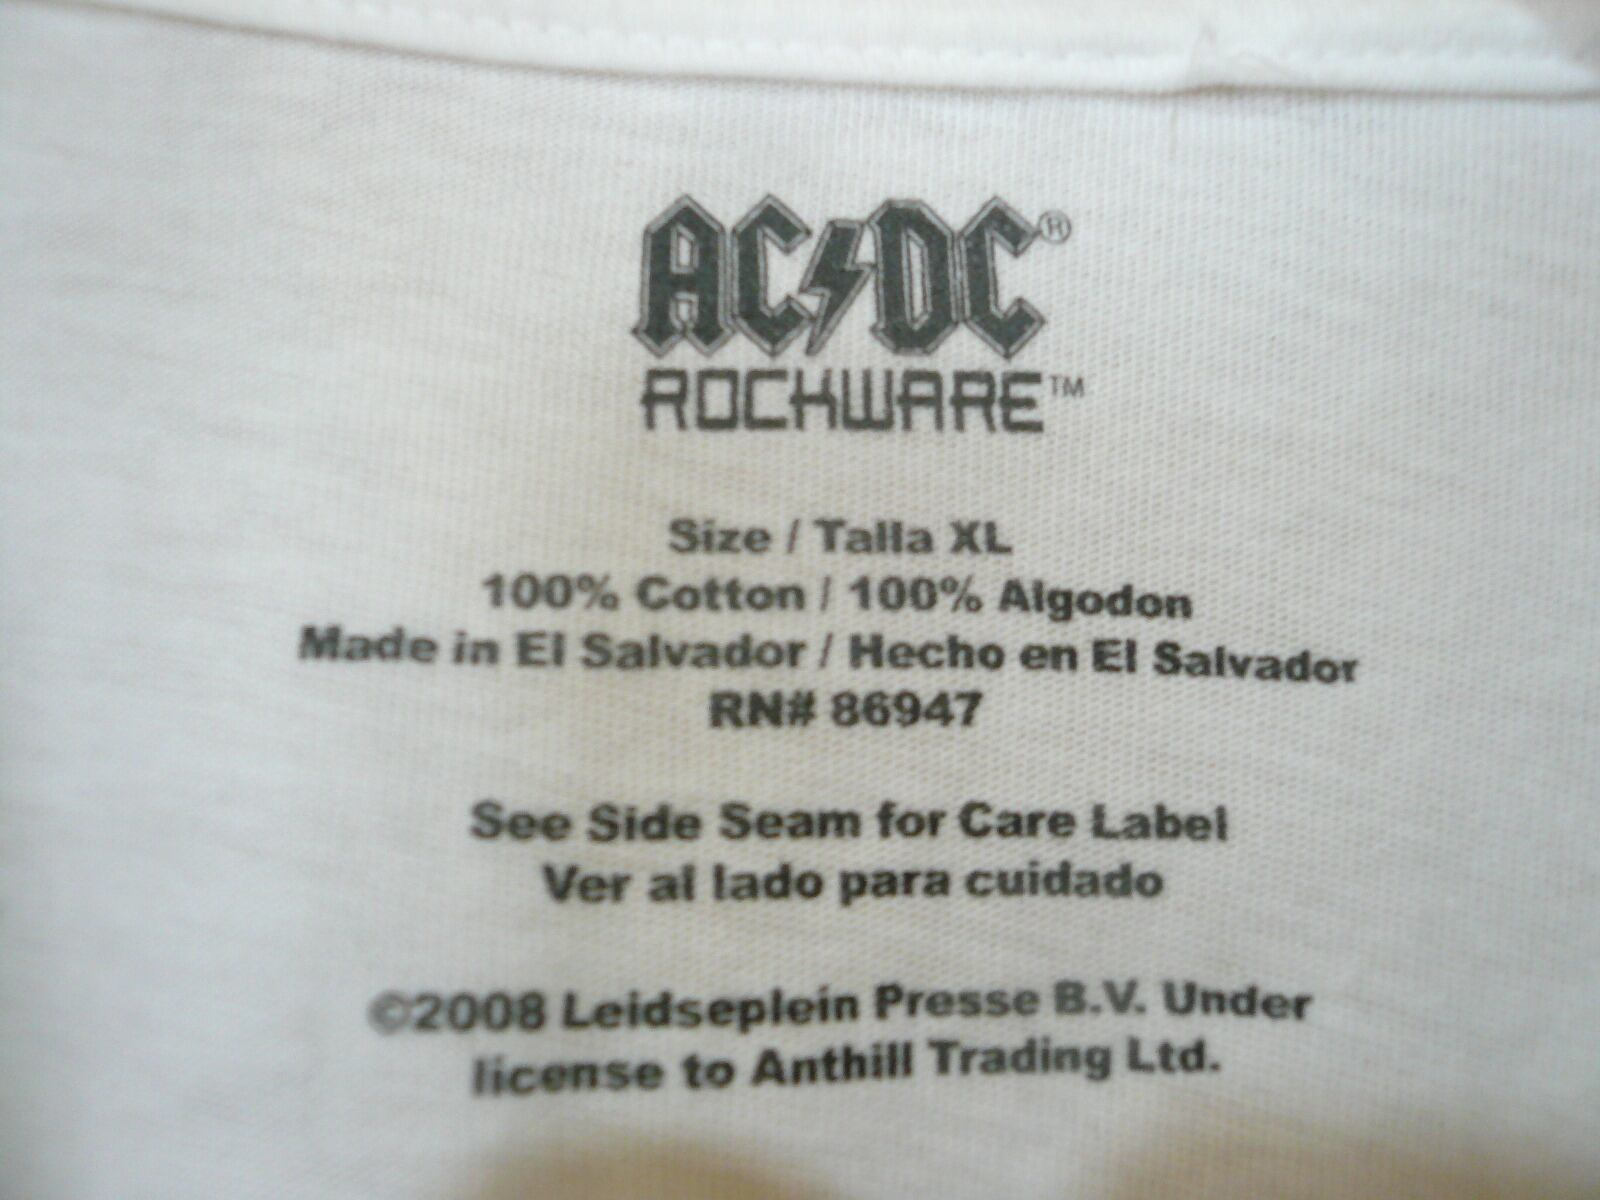 AC/DC®
ROCKWARE™
Size / Talla XL
100% Cotton / 100% Algodon
Made in El Salvador / Hecho en El Salvador
RN# 86947
See Side Seam for Care Label
Ver al lado para cuidado
©2008 Leidseplein Presse B.V. Under
license to Anthill Trading Ltd.